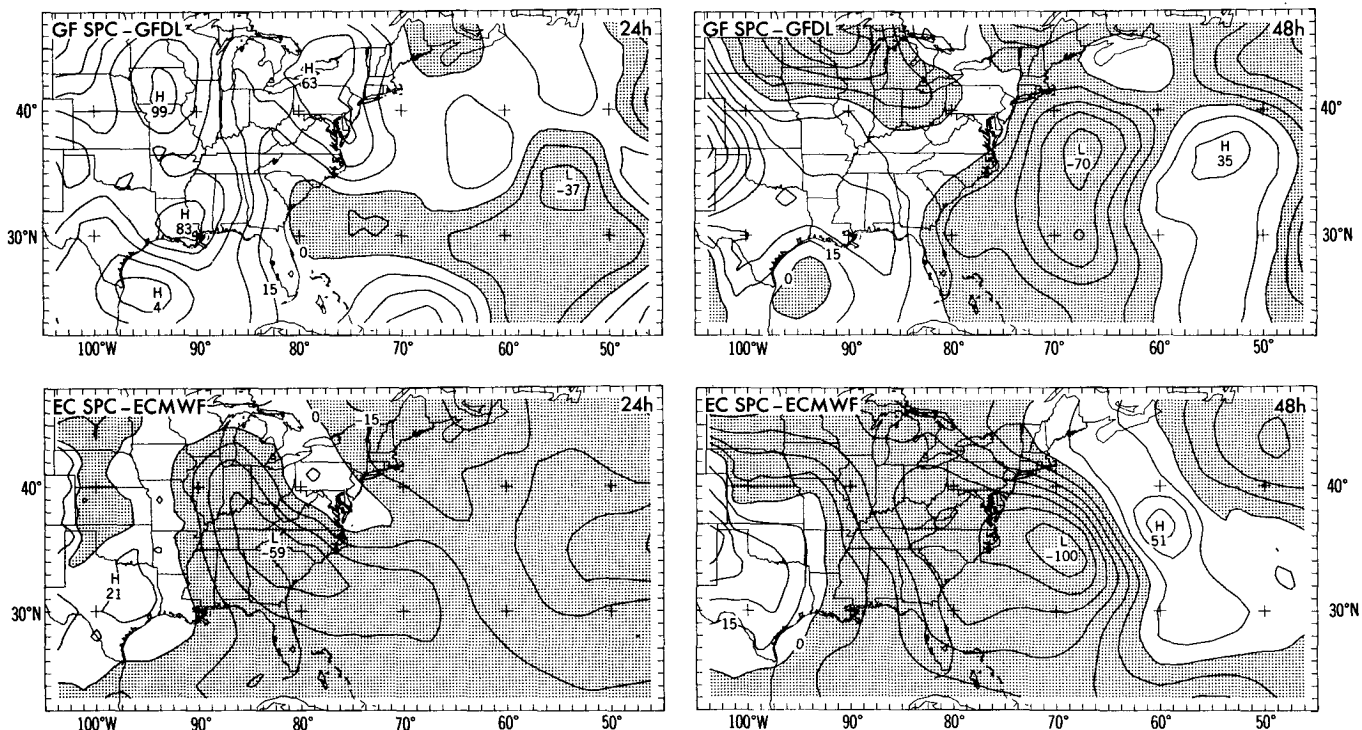 GF SPC – GFDL 24h
H 63
H 99
40°
L -37
H 83
30°N
0
15
H 4
100°W 90° 80° 70° 60° 50°
GF SPC – GFDL 48h
40°
L -70
H 35
30°N
15
0
100°W 90° 80° 70° 60° 50°
EC SPC – ECMWF 24h
0
-15
40°
L -59
H 21
30°N
100°W 90° 80° 70° 60° 50°
EC SPC – ECMWF 48h
40°
H 51
L -100
30°N
15
0
100°W 90° 80° 70° 60° 50°